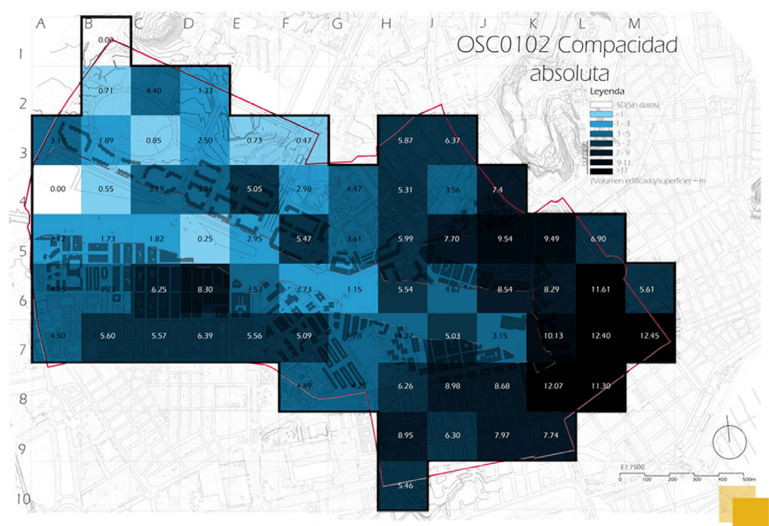 A B C D E F G H I J K L M
OSC0102 Compacidad
absoluta
Leyenda
SD(Sin datos)
<1
1-3
3-5
5-7
9-11
>11
(Volumen edificado/superficie) = m
1
0.00
2
0.71 4.40 1.33
3
3.19 1.89 0.85 2.50 0.73 0.47 5.87 6.37
4
0.00 0.55 5.05 2.98 4.47 5.31 3.56 7.4
5
1.73 1.82 0.25 2.95 5.47 3.61 5.99 7.70 9.54 9.49 6.90
6
6.25 8.30 3.53 2.73 1.15 5.54 4.62 8.54 8.29 11.61 5.61
7
4.50 5.60 5.57 6.39 5.56 5.09 5.03 3.15 10.13 12.40 12.45
8
6.26 8.98 8.68 12.07 11.30
9
8.95 6.30 7.97 7.74
10
5.46
E1.7500
0 100 200 300 400 500m